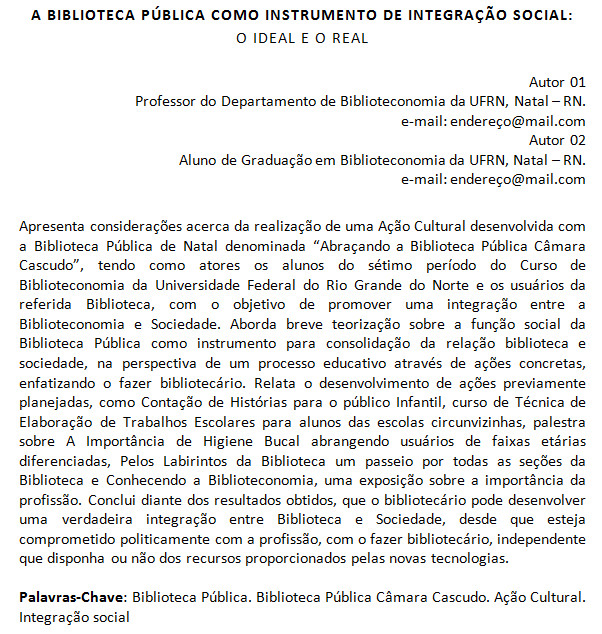 A BIBLIOTECA PÚBLICA COMO INSTRUMENTO DE INTEGRAÇÃO SOCIAL:
O IDEAL E O REAL
Autor 01
Professor do Departamento de Biblioteconomia da UFRN, Natal – RN.
e-mail: endereço@mail.com
Autor 02
Aluno de Graduação em Biblioteconomia da UFRN, Natal – RN.
e-mail: endereço@mail.com
Apresenta considerações acerca da realização de uma Ação Cultural desenvolvida com
a Biblioteca Pública de Natal denominada “Abraçando a Biblioteca Pública Câmara
Cascudo”, tendo como atores os alunos do sétimo período do Curso de
Biblioteconomia da Universidade Federal do Rio Grande do Norte e os usuários da
referida Biblioteca, com o objetivo de promover uma integração entre a
Biblioteconomia e Sociedade. Aborda breve teorização sobre a função social da
Biblioteca Pública como instrumento para consolidação da relação biblioteca e
sociedade, na perspectiva de um processo educativo através de ações concretas,
enfatizando o fazer bibliotecário. Relata o desenvolvimento de ações previamente
planejadas, como Contação de Histórias para o público Infantil, curso de Técnica de
Elaboração de Trabalhos Escolares para alunos das escolas circunvizinhas, palestra
sobre A Importância de Higiene Bucal abrangendo usuários de faixas etárias
diferenciadas, Pelos Labirintos da Biblioteca um passeio por todas as seções da
Biblioteca e Conhecendo a Biblioteconomia, uma exposição sobre a importância da
profissão. Conclui diante dos resultados obtidos, que o bibliotecário pode desenvolver
uma verdadeira integração entre Biblioteca e Sociedade, desde que esteja
comprometido politicamente com a profissão, com o fazer bibliotecário, independente
que disponha ou não dos recursos proporcionados pelas novas tecnologias.
Palavras-Chave: Biblioteca Pública. Biblioteca Pública Câmara Cascudo. Ação Cultural.
Integração social